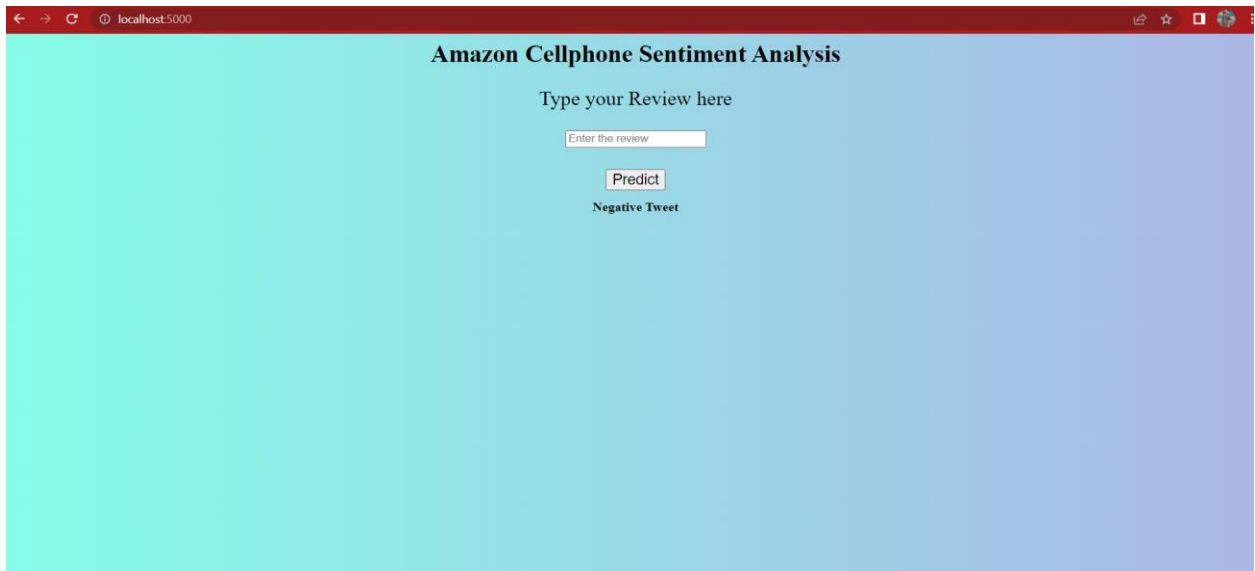 localhost:5000
Amazon Cellphone Sentiment Analysis
Type your Review here
Enter the review
Predict
Negative Tweet